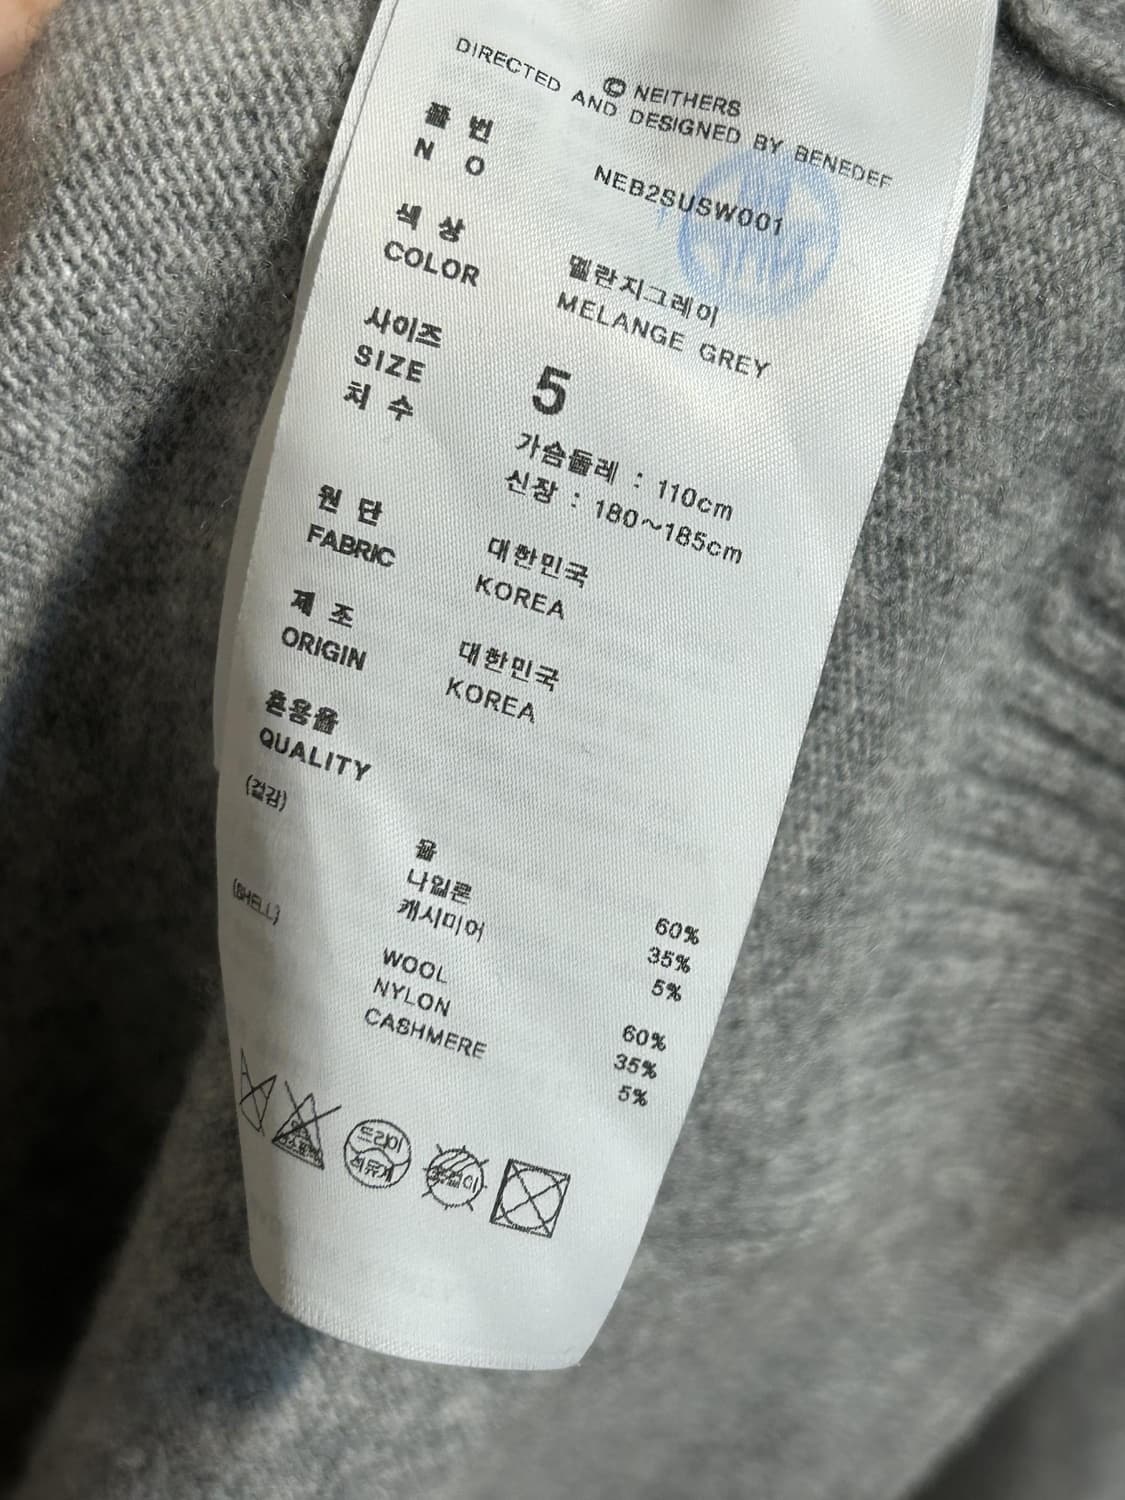 © NEITHERS
DIRECTED AND DESIGNED BY BENEDEF
품 번
N O
NEB2SUSW001
색 상
COLOR
멜란지그레이
MELANGE GREY
사이즈
SIZE
치 수
5
가슴둘레 : 110cm
신장 : 180~185cm
원 단
FABRIC
대한민국
KOREA
제 조
ORIGIN
대한민국
KOREA
혼용율
QUALITY
(겉감)
울 60%
나일론 35%
캐시미어 5%
(SHELL)
WOOL 60%
NYLON 35%
CASHMERE 5%
드라이
석유계